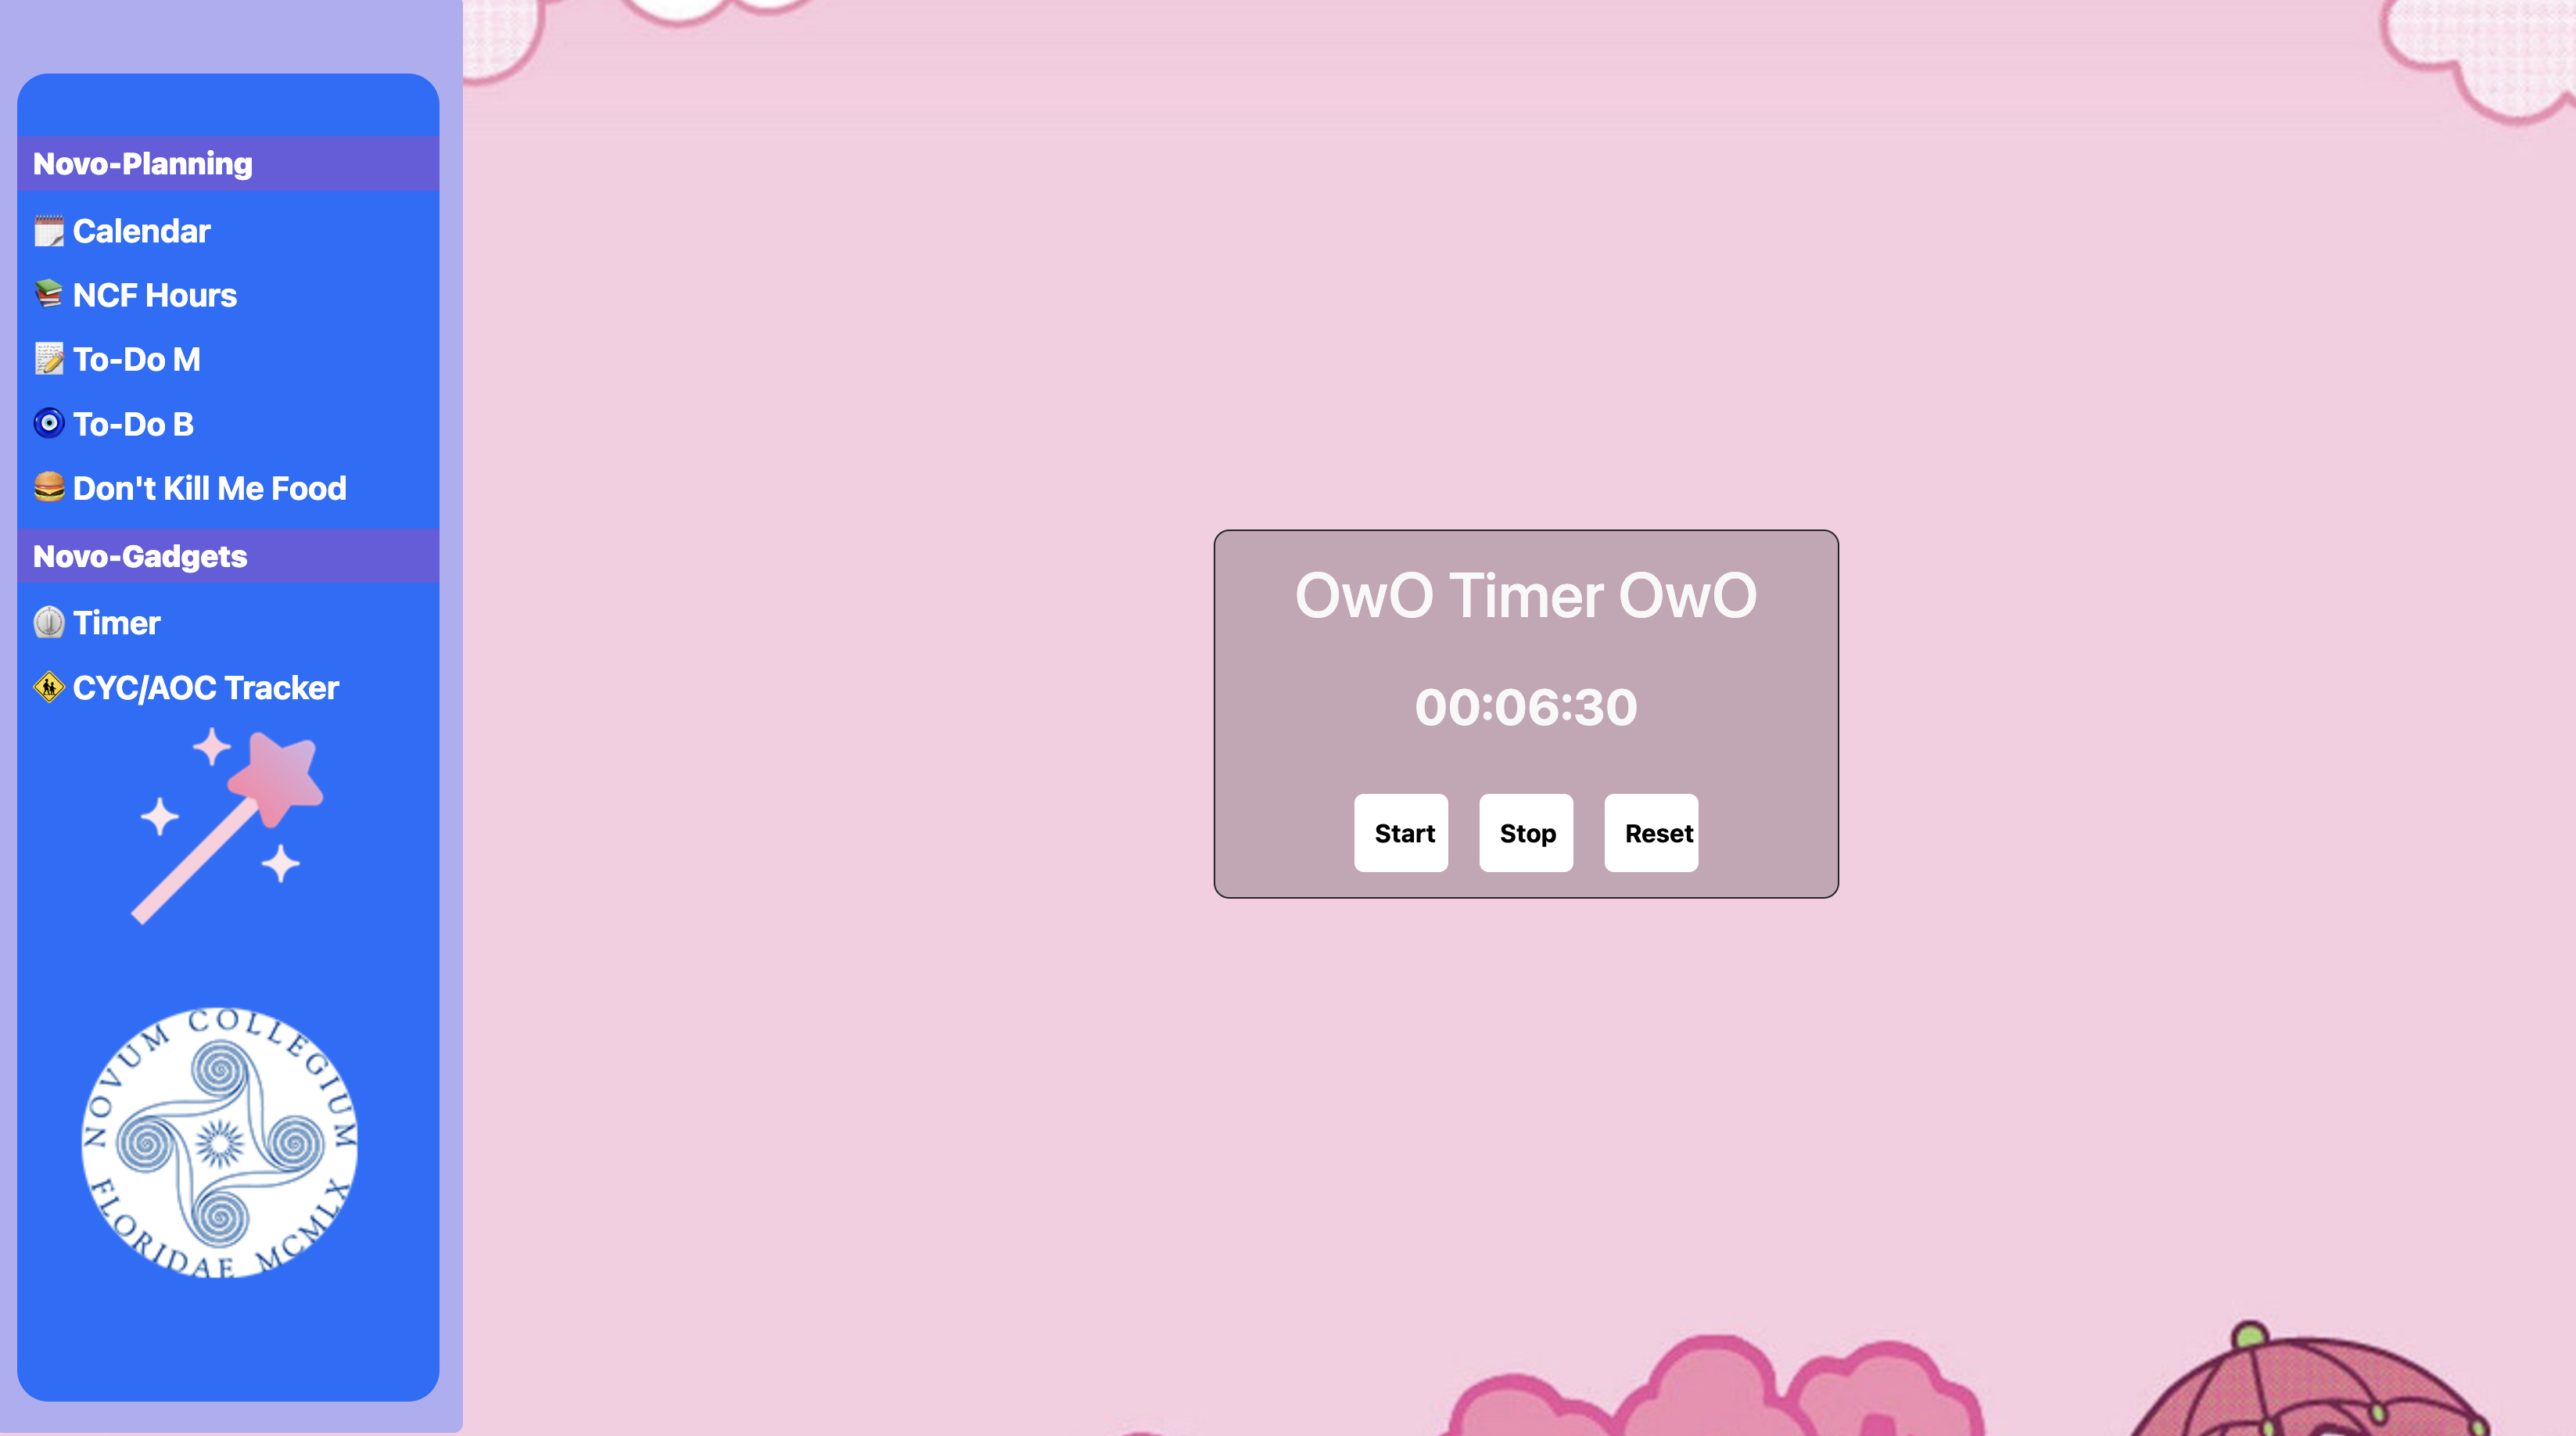 Novo-Planning
Calendar
NCF Hours
To-Do M
To-Do B
Don't Kill Me Food
Novo-Gadgets
Timer
CYC/AOC Tracker
NOVUM COLLEGIUM
FLORIDAE MCMLX
OwO Timer OwO
00:06:30
Start
Stop
Reset